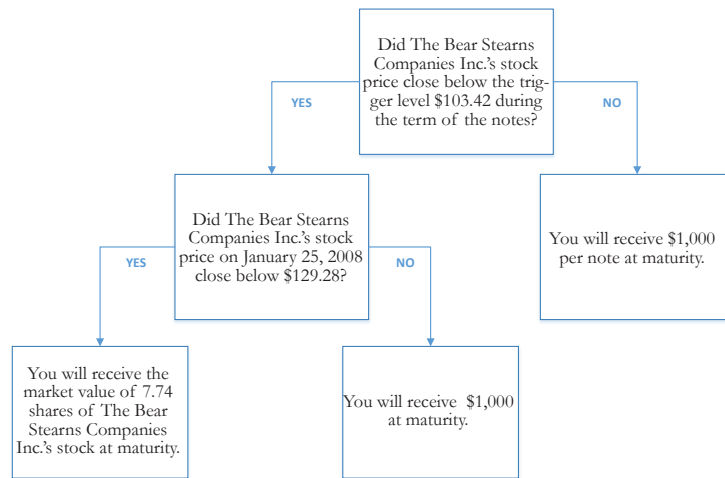 Did The Bear Stearns
Companies Inc.'s stock
price close below the trig-
ger level $103.42 during
the term of the notes?
YES
NO
Did The Bear Stearns
Companies Inc.'s stock
price on January 25, 2008
close below $129.28?
You will receive $1,000
per note at maturity.
YES
NO
You will receive the
market value of 7.74
shares of The Bear
Stearns Companies
Inc.'s stock at maturity.
You will receive $1,000
at maturity.